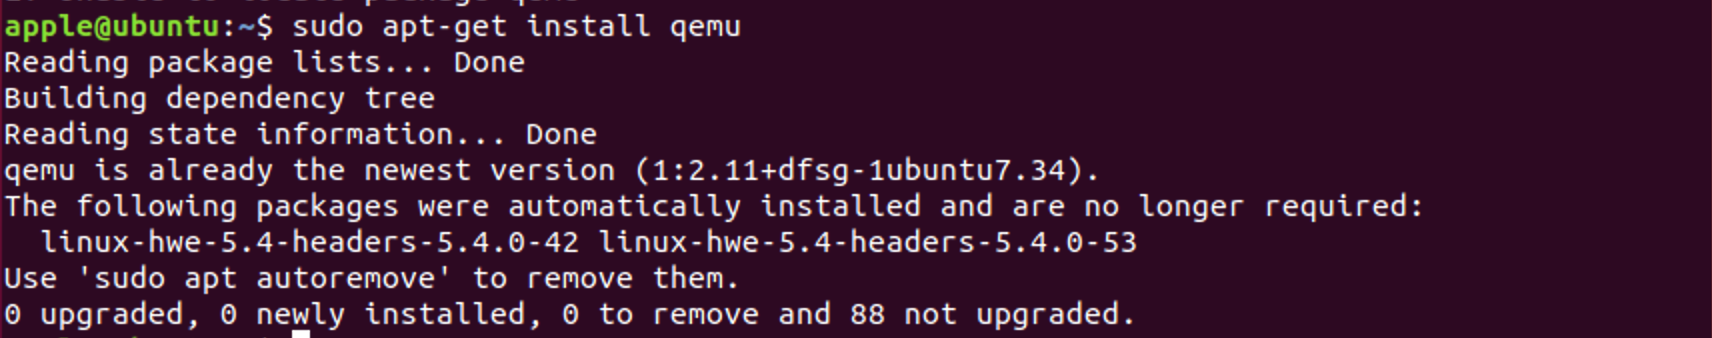 apple@ubuntu:~$ sudo apt-get install qemu
Reading package lists... Done
Building dependency tree
Reading state information... Done
qemu is already the newest version (1:2.11+dfsg-1ubuntu7.34).
The following packages were automatically installed and are no longer required:
  linux-hwe-5.4-headers-5.4.0-42 linux-hwe-5.4-headers-5.4.0-53
Use 'sudo apt autoremove' to remove them.
0 upgraded, 0 newly installed, 0 to remove and 88 not upgraded.